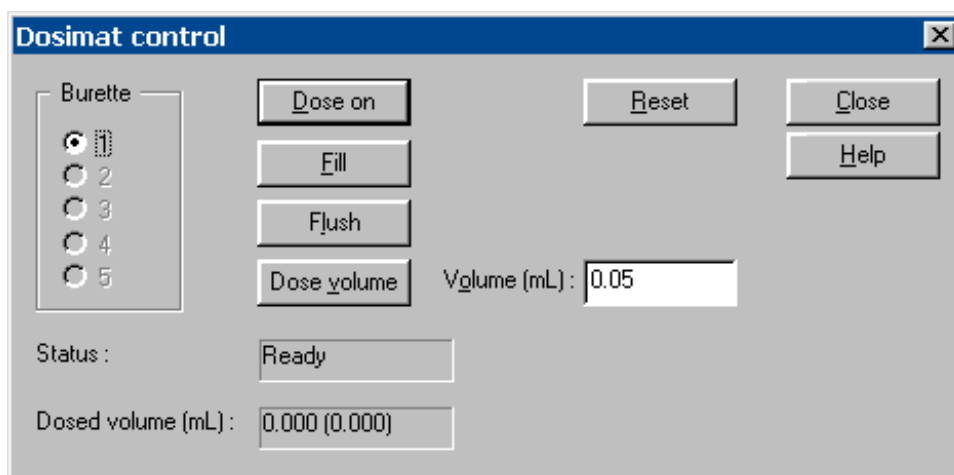 Dosimat control
Burette
1
2
3
4
5
Dose on
Fill
Flush
Dose volume
Volume (mL) : 0.05
Reset
Close
Help
Status : Ready
Dosed volume (mL) : 0.000 (0.000)